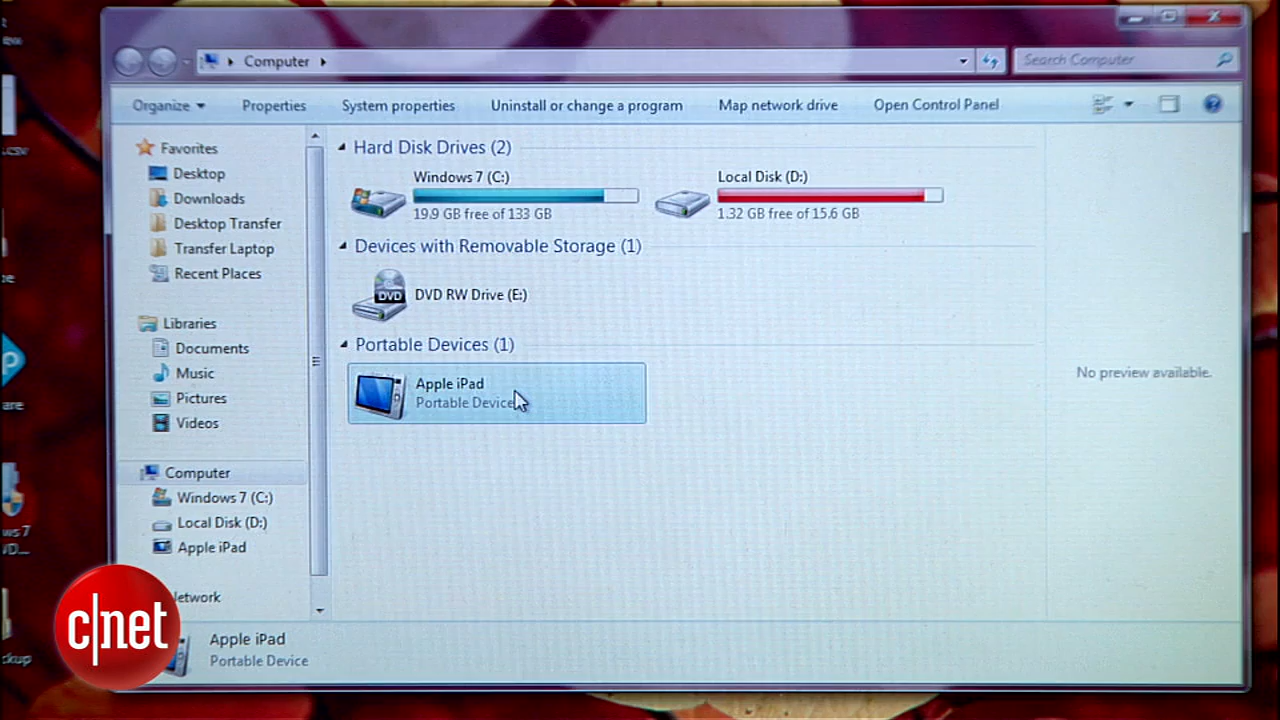 Computer
Search Computer
Organize
Properties
System properties
Uninstall or change a program
Map network drive
Open Control Panel
.csv
Favorites
Desktop
Downloads
Desktop Transfer
Transfer Laptop
Recent Places
Libraries
Documents
Music
Pictures
Videos
Computer
Windows 7 (C:)
Local Disk (D:)
Apple iPad
Hard Disk Drives (2)
Windows 7 (C:)
19.9 GB free of 133 GB
Local Disk (D:)
1.32 GB free of 15.6 GB
Devices with Removable Storage (1)
DVD
DVD RW Drive (E:)
Portable Devices (1)
Apple iPad
Portable Device
No preview available.
c|net
Apple iPad
Portable Device